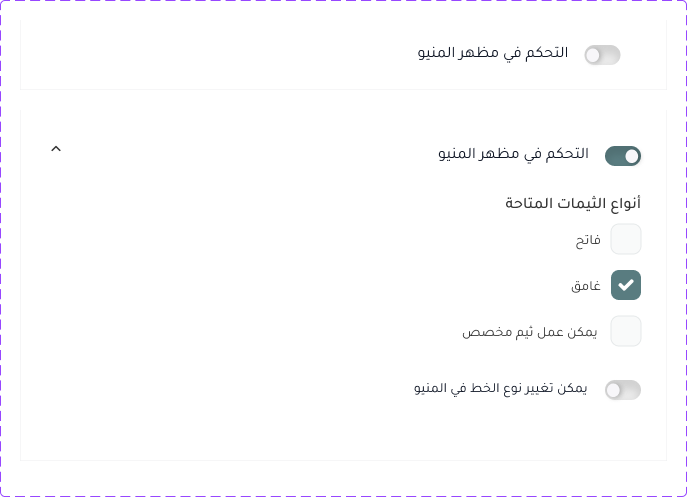 التحكم في مظهر المنيو
التحكم في مظهر المنيو
أنواع الثيمات المتاحة
فاتح
غامق
يمكن عمل ثيم مخصص
يمكن تغيير نوع الخط في المنيو